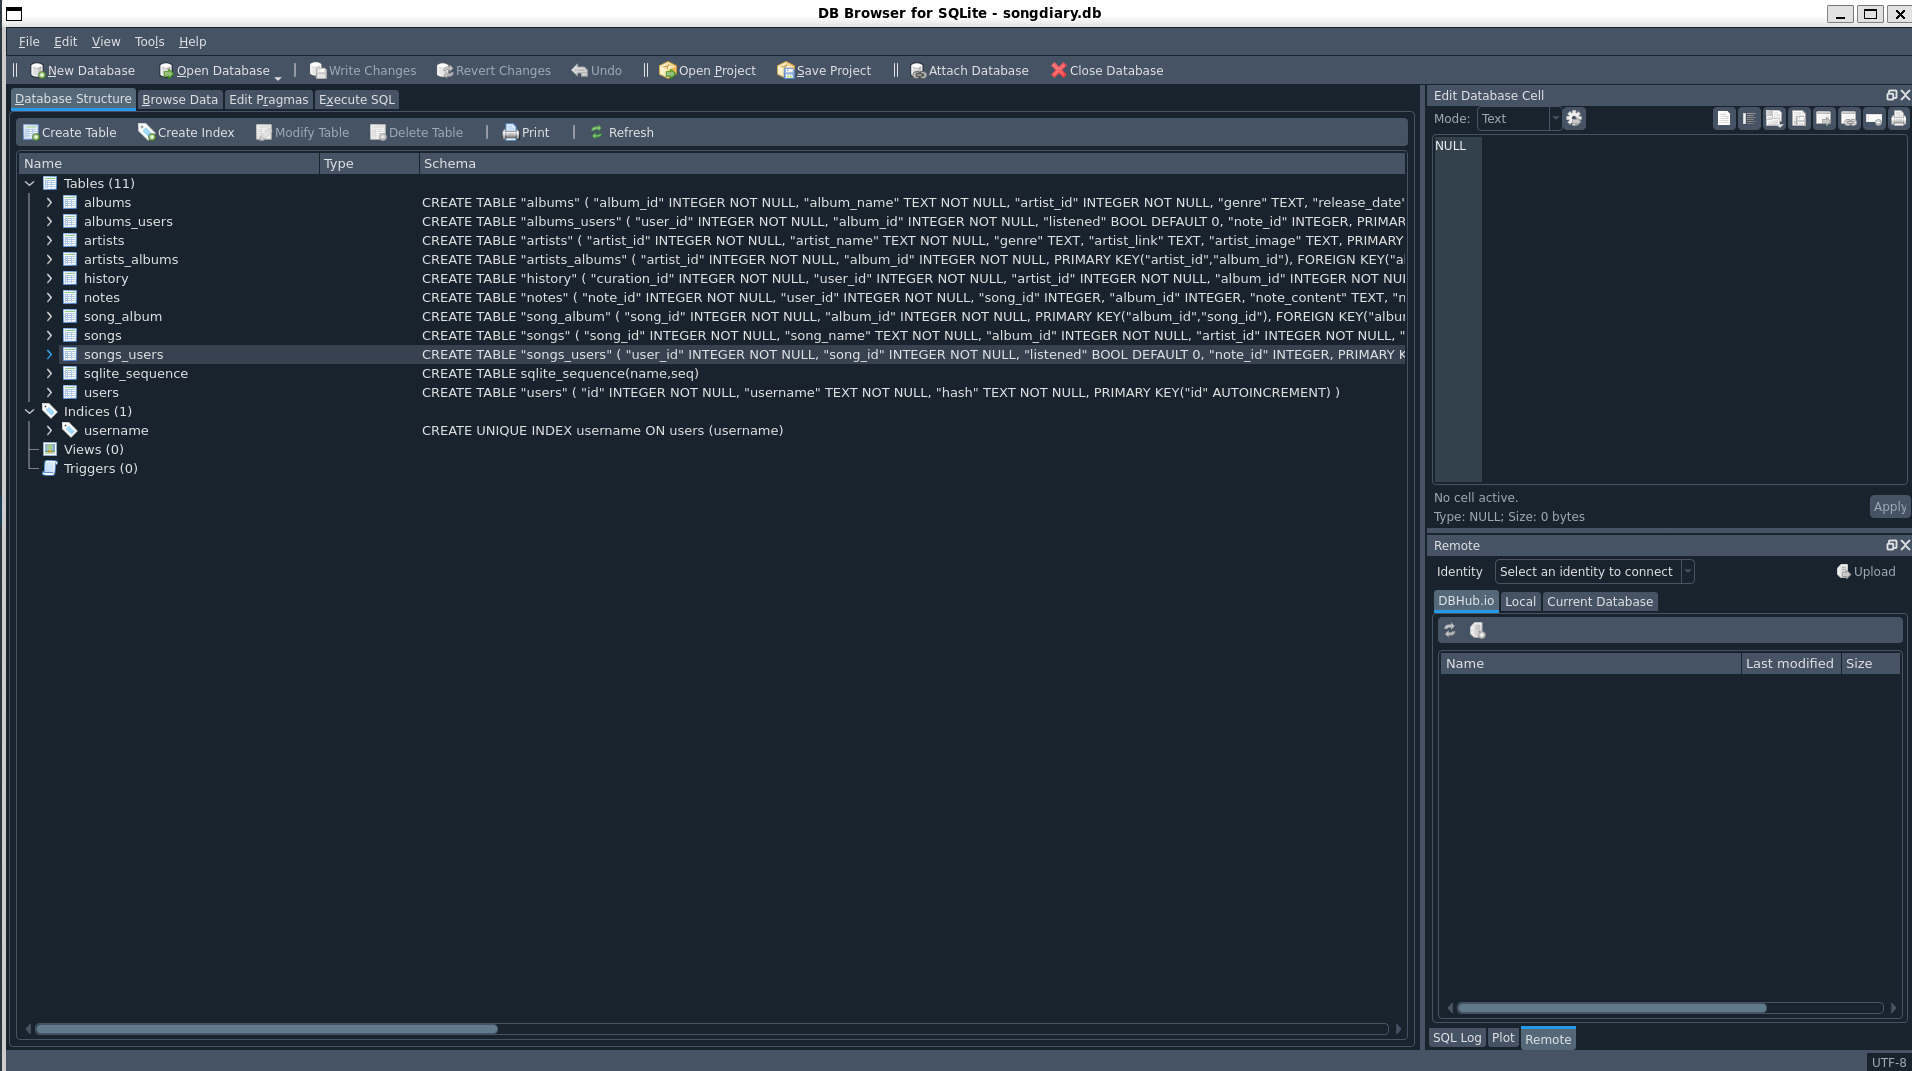 DB Browser for SQLite - songdiary.db
File Edit View Tools Help
New Database Open Database Write Changes Revert Changes Undo Open Project Save Project Attach Database Close Database
Database Structure Browse Data Edit Pragmas Execute SQL
Create Table Create Index Modify Table Delete Table Print Refresh
Name Type Schema
Tables (11)
albums CREATE TABLE "albums" ( "album_id" INTEGER NOT NULL, "album_name" TEXT NOT NULL, "artist_id" INTEGER NOT NULL, "genre" TEXT, "release_date"
albums_users CREATE TABLE "albums_users" ( "user_id" INTEGER NOT NULL, "album_id" INTEGER NOT NULL, "listened" BOOL DEFAULT 0, "note_id" INTEGER, PRIMAR
artists CREATE TABLE "artists" ( "artist_id" INTEGER NOT NULL, "artist_name" TEXT NOT NULL, "genre" TEXT, "artist_link" TEXT, "artist_image" TEXT, PRIMARY
artists_albums CREATE TABLE "artists_albums" ( "artist_id" INTEGER NOT NULL, "album_id" INTEGER NOT NULL, PRIMARY KEY("artist_id","album_id"), FOREIGN KEY("al
history CREATE TABLE "history" ( "curation_id" INTEGER NOT NULL, "user_id" INTEGER NOT NULL, "artist_id" INTEGER NOT NULL, "album_id" INTEGER NOT NUI
notes CREATE TABLE "notes" ( "note_id" INTEGER NOT NULL, "user_id" INTEGER NOT NULL, "song_id" INTEGER, "album_id" INTEGER, "note_content" TEXT, "n
song_album CREATE TABLE "song_album" ( "song_id" INTEGER NOT NULL, "album_id" INTEGER NOT NULL, PRIMARY KEY("album_id","song_id"), FOREIGN KEY("albur
songs CREATE TABLE "songs" ( "song_id" INTEGER NOT NULL, "song_name" TEXT NOT NULL, "album_id" INTEGER NOT NULL, "artist_id" INTEGER NOT NULL, "
songs_users CREATE TABLE "songs_users" ( "user_id" INTEGER NOT NULL, "song_id" INTEGER NOT NULL, "listened" BOOL DEFAULT 0, "note_id" INTEGER, PRIMARY K
sqlite_sequence CREATE TABLE sqlite_sequence(name,seq)
users CREATE TABLE "users" ( "id" INTEGER NOT NULL, "username" TEXT NOT NULL, "hash" TEXT NOT NULL, PRIMARY KEY("id" AUTOINCREMENT) )
Indices (1)
username CREATE UNIQUE INDEX username ON users (username)
Views (0)
Triggers (0)
Edit Database Cell
Mode: Text
NULL
No cell active.
Type: NULL; Size: 0 bytes
Apply
Remote
Identity Select an identity to connect Upload
DBHub.io Local Current Database
Name Last modified Size
SQL Log Plot Remote
UTF-8